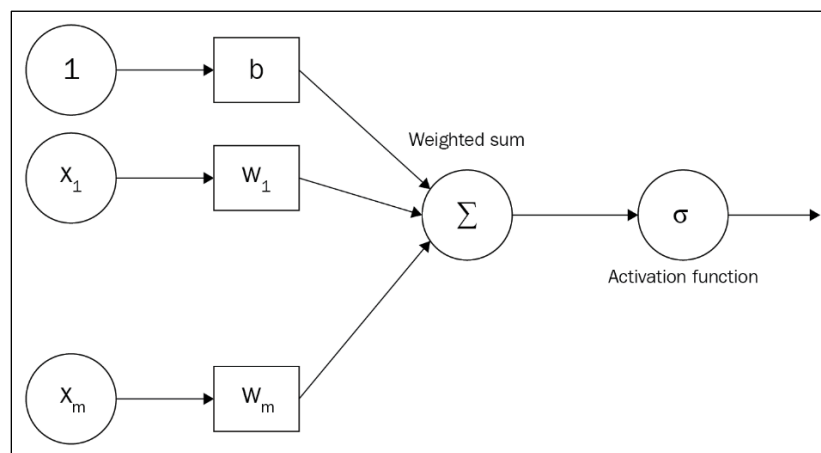 1
b
Weighted sum
x₁
w₁
Σ
σ
Activation function
xₘ
wₘ